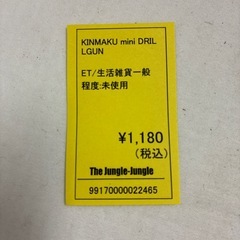 KINMAKU mini DRIL
LGUN
ET/生活雑貨一般
程度:未使用
¥1,180
(税込)
The Jungle-Jungle
99170000022465